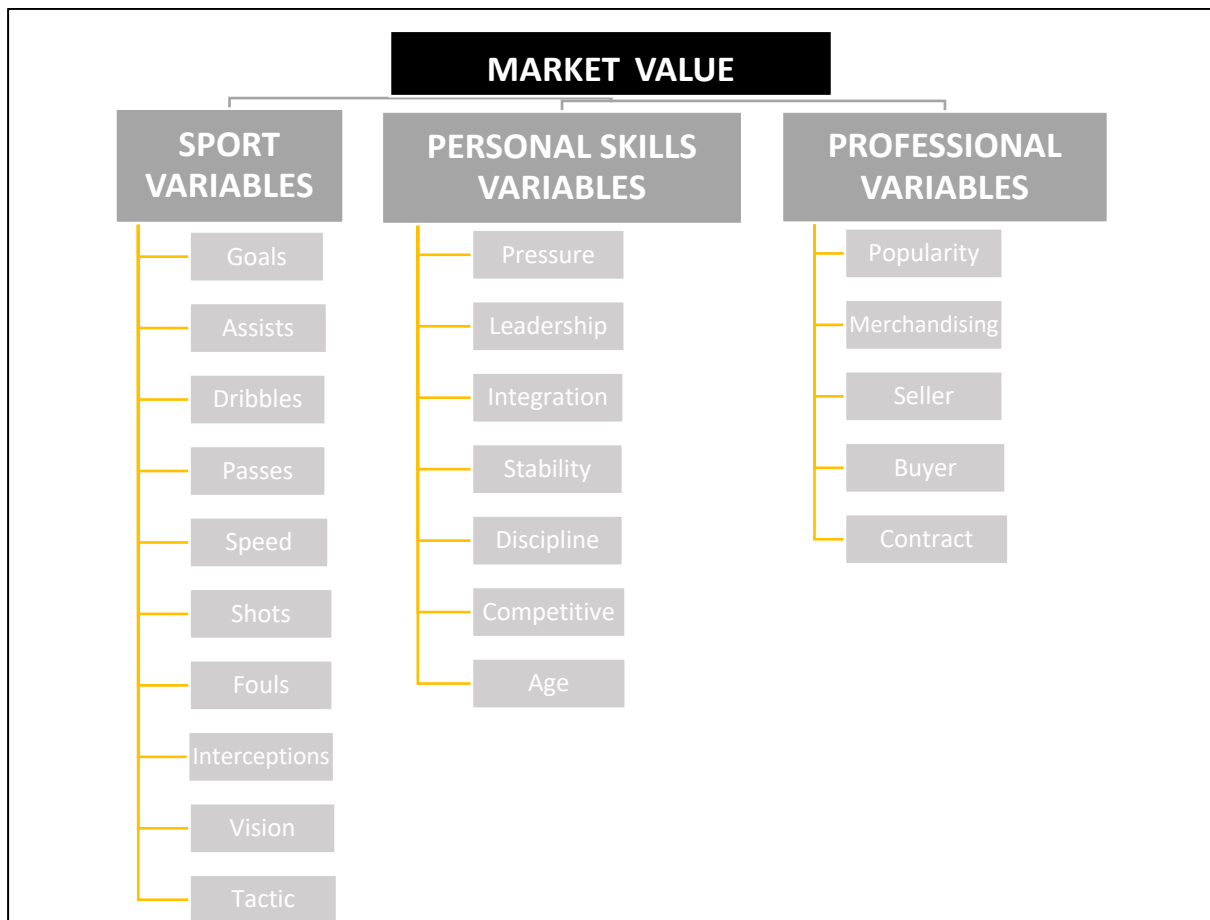 MARKET VALUE
SPORT
VARIABLES
Goals
Assists
Dribbles
Passes
Speed
Shots
Fouls
Interceptions
Vision
Tactic
PERSONAL SKILLS
VARIABLES
Pressure
Leadership
Integration
Stability
Discipline
Competitive
Age
PROFESSIONAL
VARIABLES
Popularity
Merchandising
Seller
Buyer
Contract